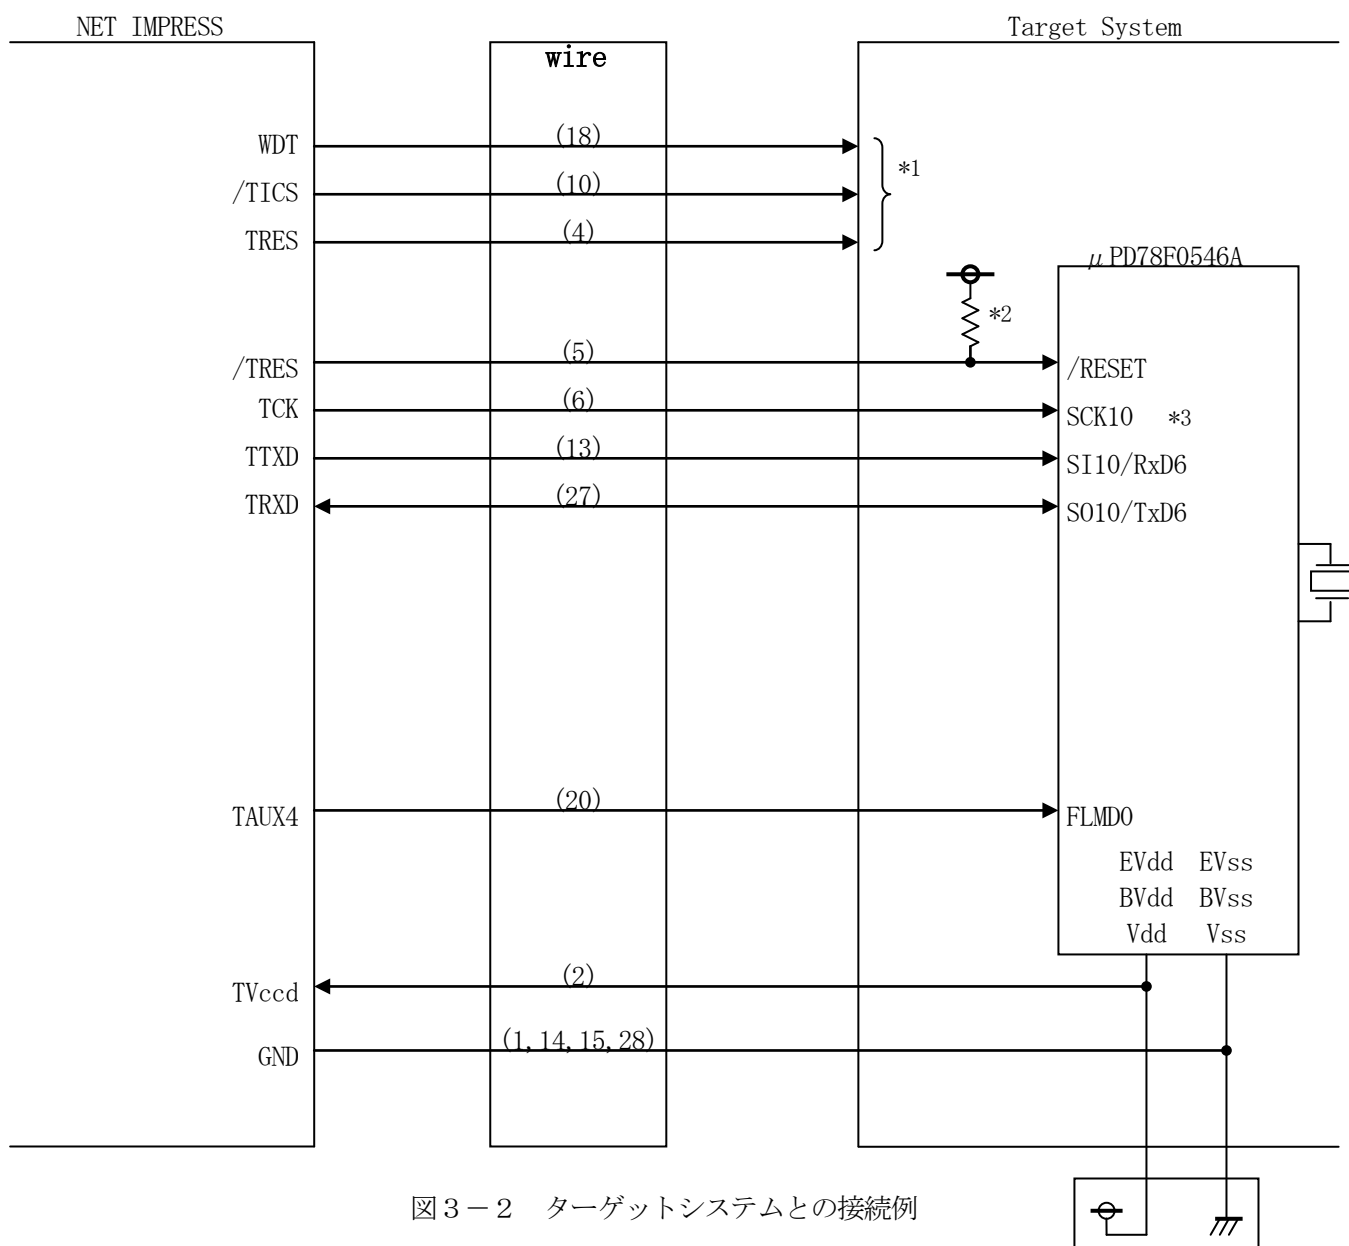 NET IMPRESS
wire
Target System
WDT
(18)
*1
/TICS
(10)
TRES
(4)
μPD78F0546A
*2
/TRES
(5)
/RESET
TCK
(6)
SCK10 *3
TTXD
(13)
SI10/RxD6
TRXD
(27)
SO10/TxD6
TAUX4
(20)
FLMD0
EVdd EVss
BVdd BVss
Vdd Vss
TVccd
(2)
GND
(1,14,15,28)
図3-2 ターゲットシステムとの接続例